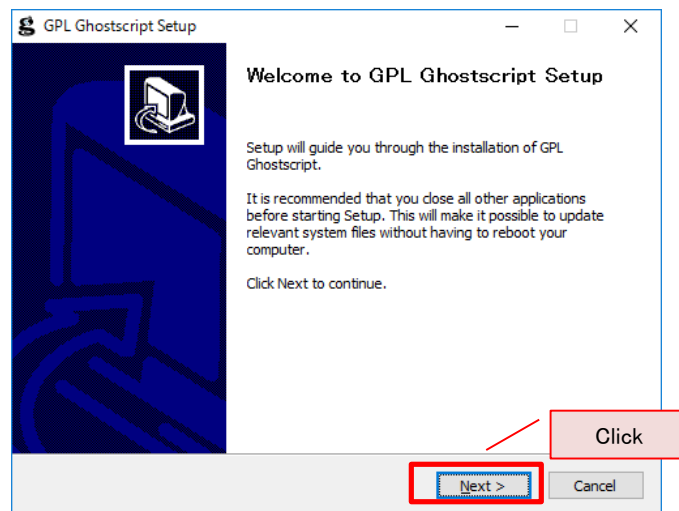 GPL Ghostscript Setup
Welcome to GPL Ghostscript Setup
Setup will guide you through the installation of GPL
Ghostscript.
It is recommended that you close all other applications
before starting Setup. This will make it possible to update
relevant system files without having to reboot your
computer.
Click Next to continue.
Click
Next >
Cancel